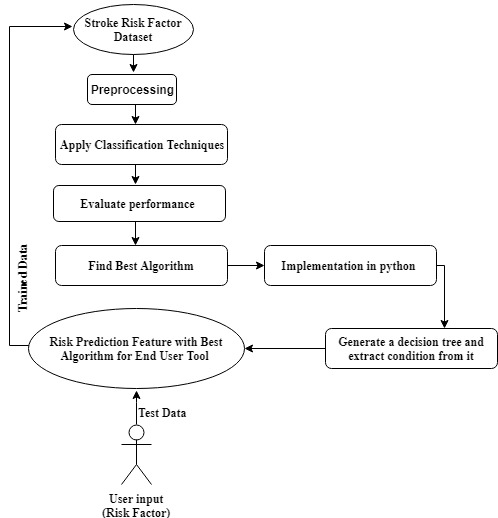 Stroke Risk Factor
Dataset
Preprocessing
Apply Classification Techniques
Evaluate performance
Find Best Algorithm
Implementation in python
Generate a decision tree and
extract condition from it
Risk Prediction Feature with Best
Algorithm for End User Tool
Trained Data
Test Data
User input
(Risk Factor)